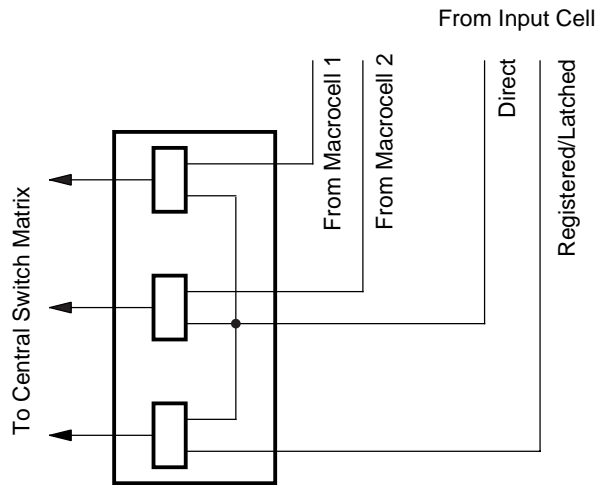 From Input Cell
From Macrocell 1
From Macrocell 2
Direct
Registered/Latched
To Central Switch Matrix